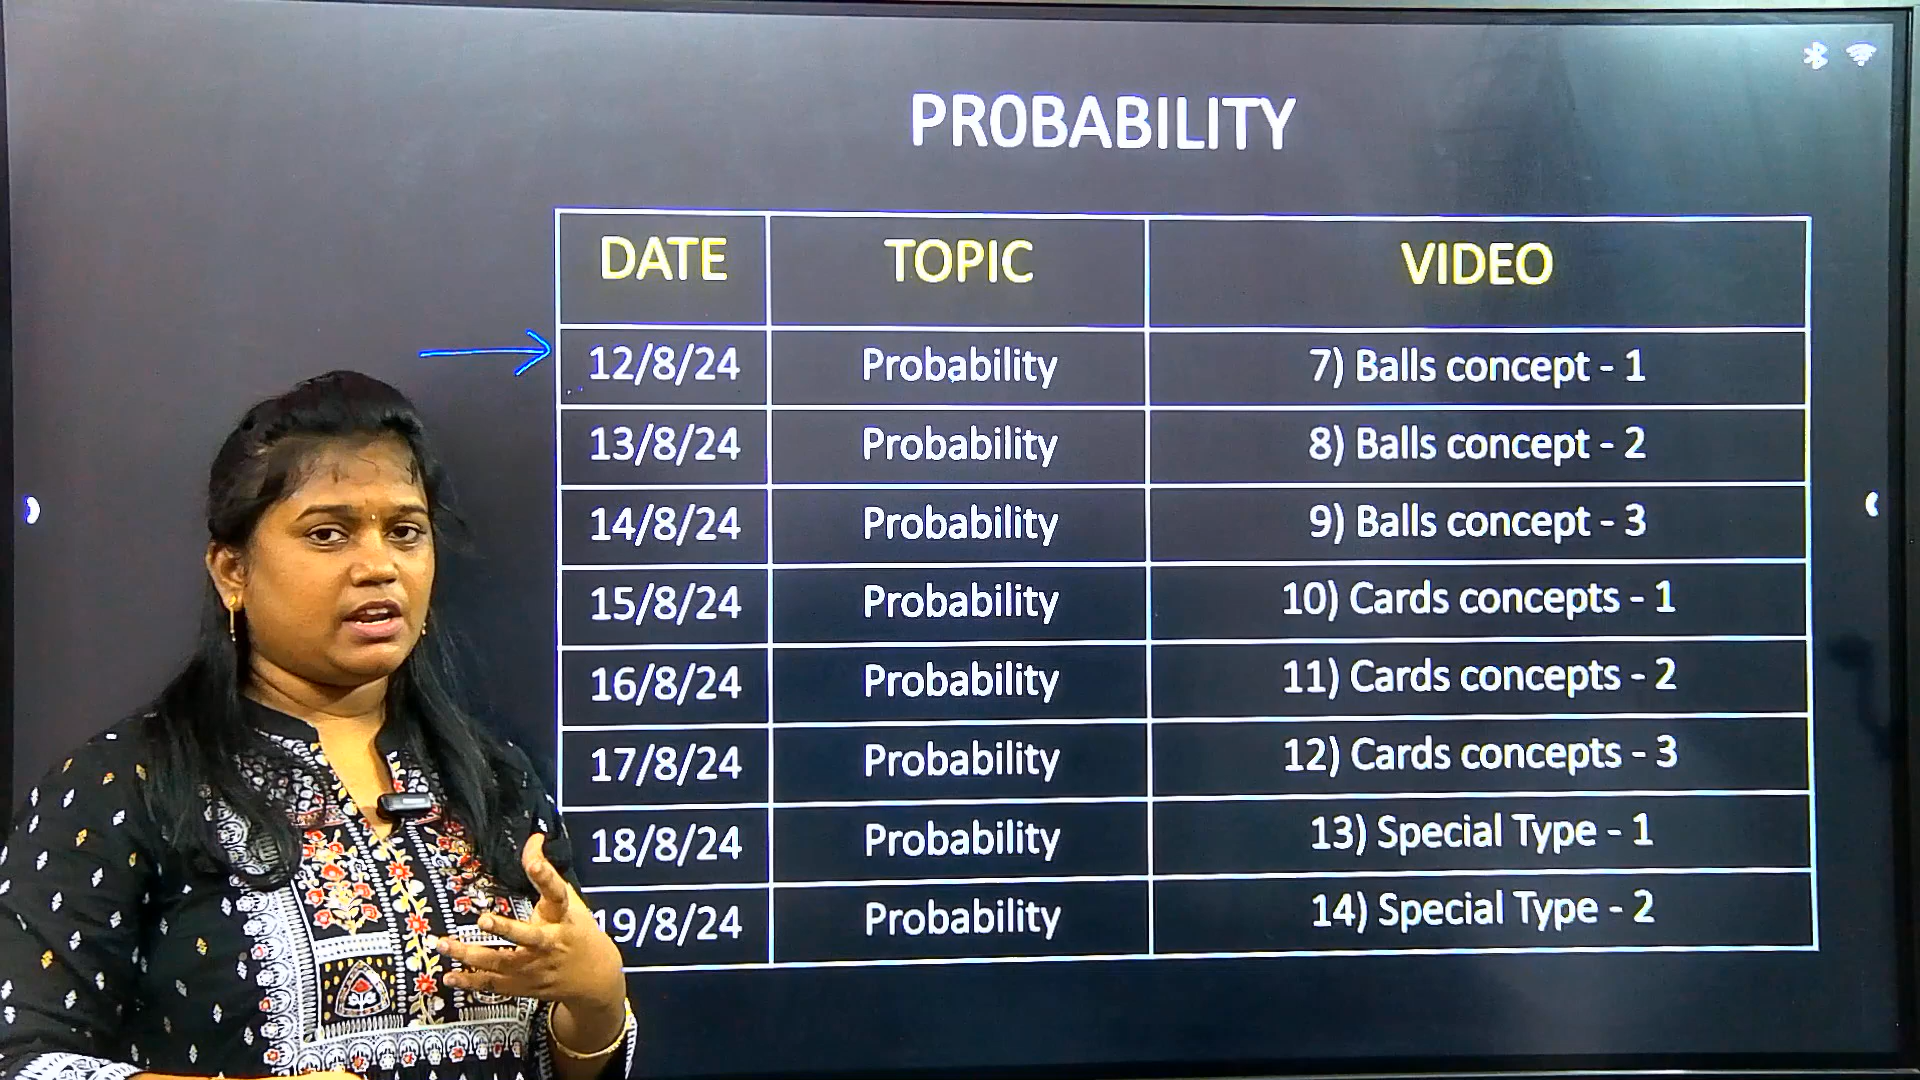 PROBABILITY
DATE TOPIC VIDEO
12/8/24 Probability 7) Balls concept - 1
13/8/24 Probability 8) Balls concept - 2
14/8/24 Probability 9) Balls concept - 3
15/8/24 Probability 10) Cards concepts - 1
16/8/24 Probability 11) Cards concepts - 2
17/8/24 Probability 12) Cards concepts - 3
18/8/24 Probability 13) Special Type - 1
19/8/24 Probability 14) Special Type - 2